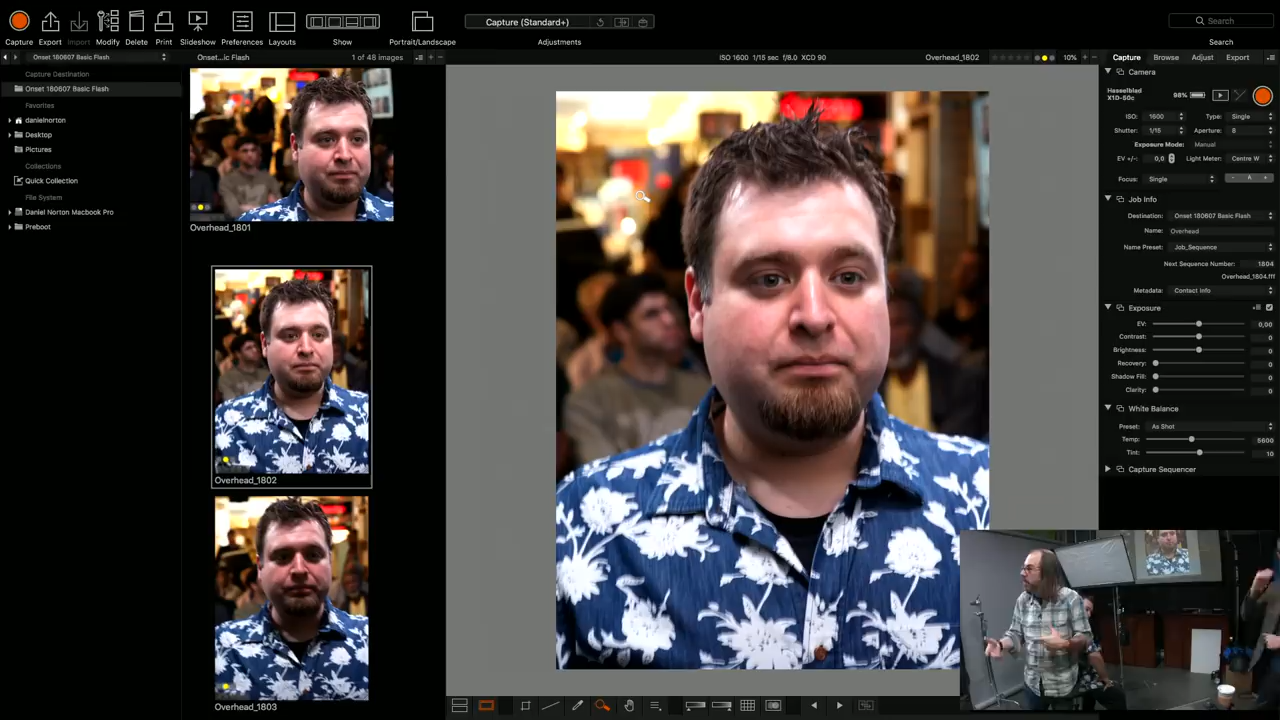 Capture Export Import Modify Delete Print Slideshow Preferences Layouts Show Portrait/Landscape
Capture (Standard+)
Adjustments
Search
Search
Onset 180607 Basic Flash
Onset...ic Flash
1 of 48 images
ISO 1600 1/15 sec f/8.0 XCD 90
Overhead_1802
10%
Capture Browse Adjust Export
Capture Destination
Onset 180607 Basic Flash
Favorites
danielnorton
Desktop
Pictures
Collections
Quick Collection
File System
Daniel Norton Macbook Pro
Preboot
Overhead_1801
Overhead_1802
Overhead_1803
Camera
Hasselblad
X1D-50c
98%
ISO: 1600 Type: Single
Shutter: 1/15 Aperture: 8
Exposure Mode: Manual
EV +/-: 0,0 Light Meter: Centre W
Focus: Single - A +
Job Info
Destination: Onset 180607 Basic Flash
Name: Overhead
Name Preset: Job_Sequence
Next Sequence Number: 1804
Overhead_1804.fff
Metadata: Contact Info
Exposure
EV: 0,00
Contrast: 0
Brightness: 0
Recovery: 0
Shadow Fill: 0
Clarity: 0
White Balance
Preset: As Shot
Temp: 5600
Tint: 10
Capture Sequencer